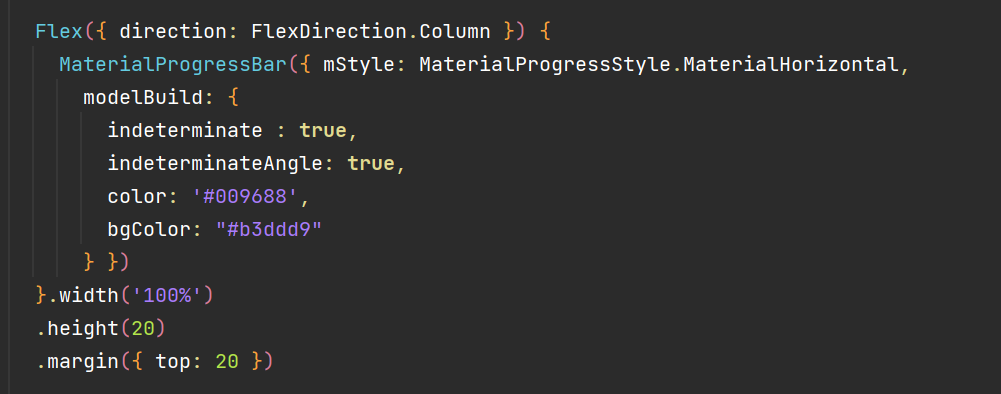 Flex({ direction: FlexDirection.Column }) {
  MaterialProgressBar({ mStyle: MaterialProgressStyle.MaterialHorizontal,
    modelBuild: {
      indeterminate : true,
      indeterminateAngle: true,
      color: '#009688',
      bgColor: "#b3ddd9"
    } })
}.width('100%')
.height(20)
.margin({ top: 20 })